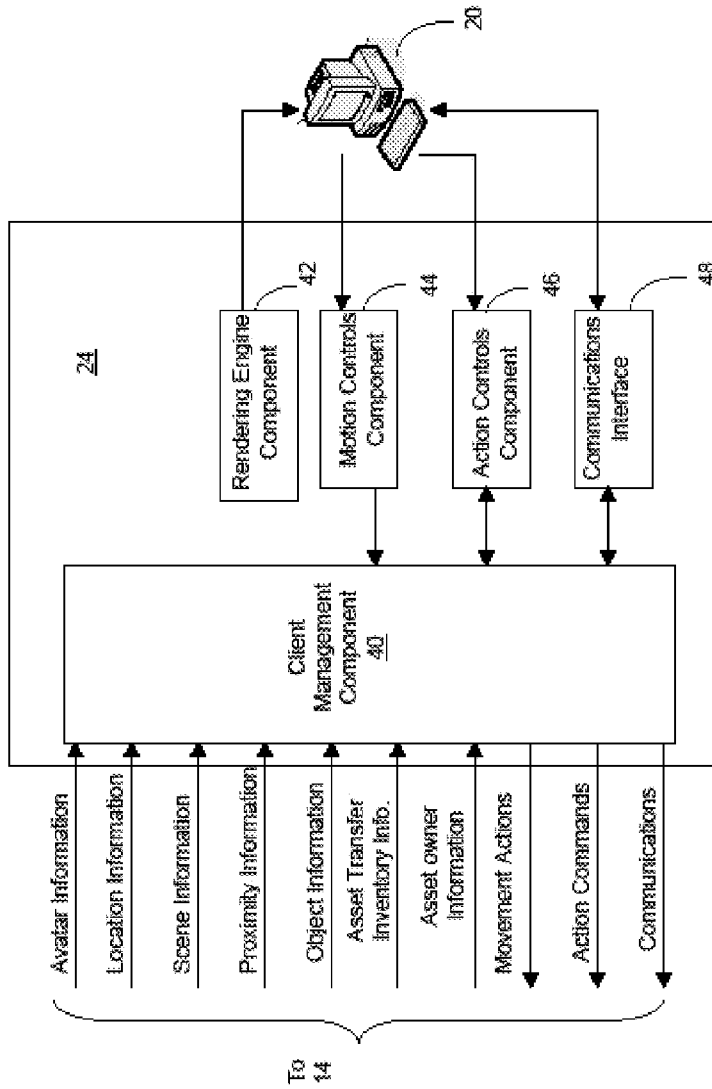 24
20
Rendering Engine
Component
42
Motion Controls
Component
44
Action Controls
Component
46
Communications
Interface
48
Client
Management
Component
40
Avatar Information
Location Information
Scene Information
Proximity Information
Object Information
Asset Transfer
Inventory Info.
Asset owner
Information
Movement Actions
Action Commands
Communications
To
14